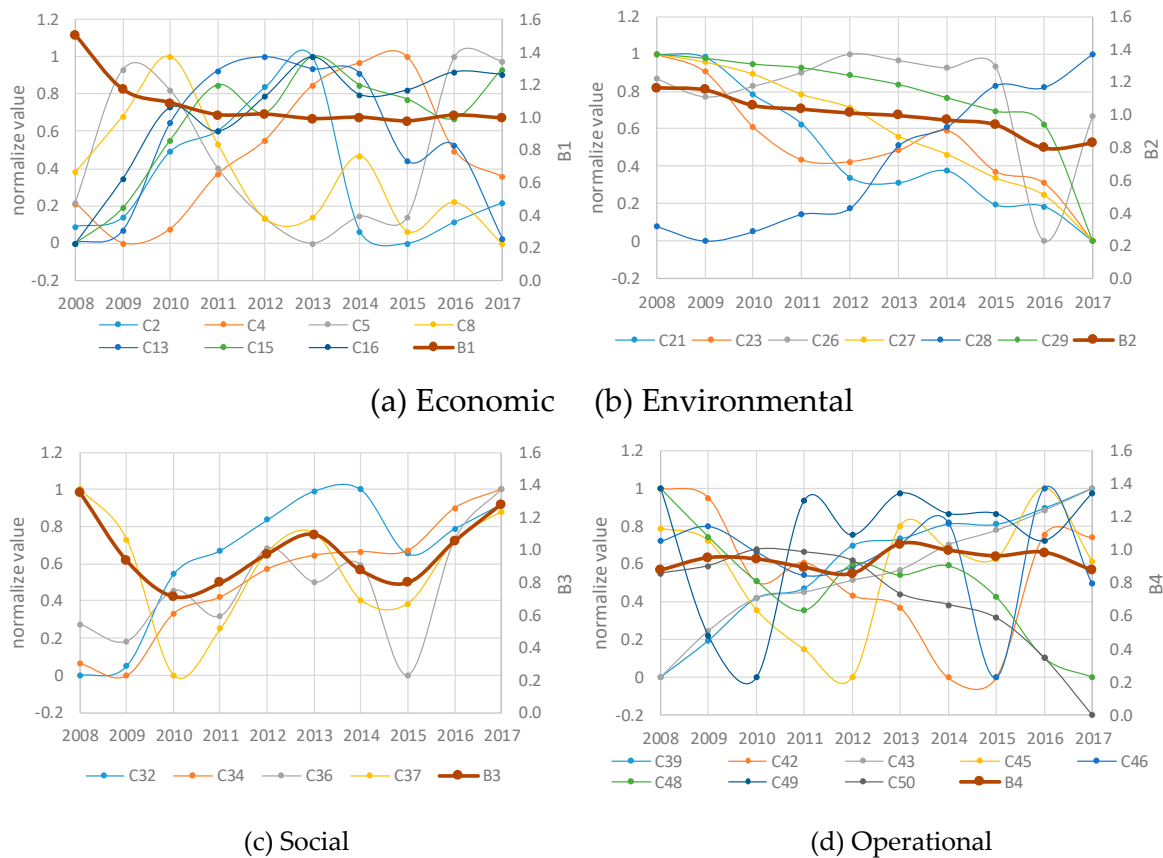 1.2 1.6 1.2 1.6
1 1.4 1 1.4
0.8 1.2 0.8 1.2
0.6 1.0 0.6 1.0
0.4 0.8 0.4 0.8
0.2 0.6 0.2 0.6
0 0.4 0 0.4
-0.2 0.2 -0.2 0.2
0.0 0.0
normalize value B1 normalize value B2
2008 2009 2010 2011 2012 2013 2014 2015 2016 2017 2008 2009 2010 2011 2012 2013 2014 2015 2016 2017
C2 C4 C5 C8
C13 C15 C16 B1
C21 C23 C26 C27 C28 C29 B2
(a) Economic (b) Environmental
1.2 1.6 1.2 1.6
1 1.4 1 1.4
0.8 1.2 0.8 1.2
0.6 1.0 0.6 1.0
0.4 0.8 0.4 0.8
0.2 0.6 0.2 0.6
0 0.4 0 0.4
-0.2 0.2 -0.2 0.2
0.0 0.0
normalize value B3 normalize value B4
2008 2009 2010 2011 2012 2013 2014 2015 2016 2017 2008 2009 2010 2011 2012 2013 2014 2015 2016 2017
C32 C34 C36 C37 B3
C39 C42 C43 C45 C46
C48 C49 C50 B4
(c) Social (d) Operational